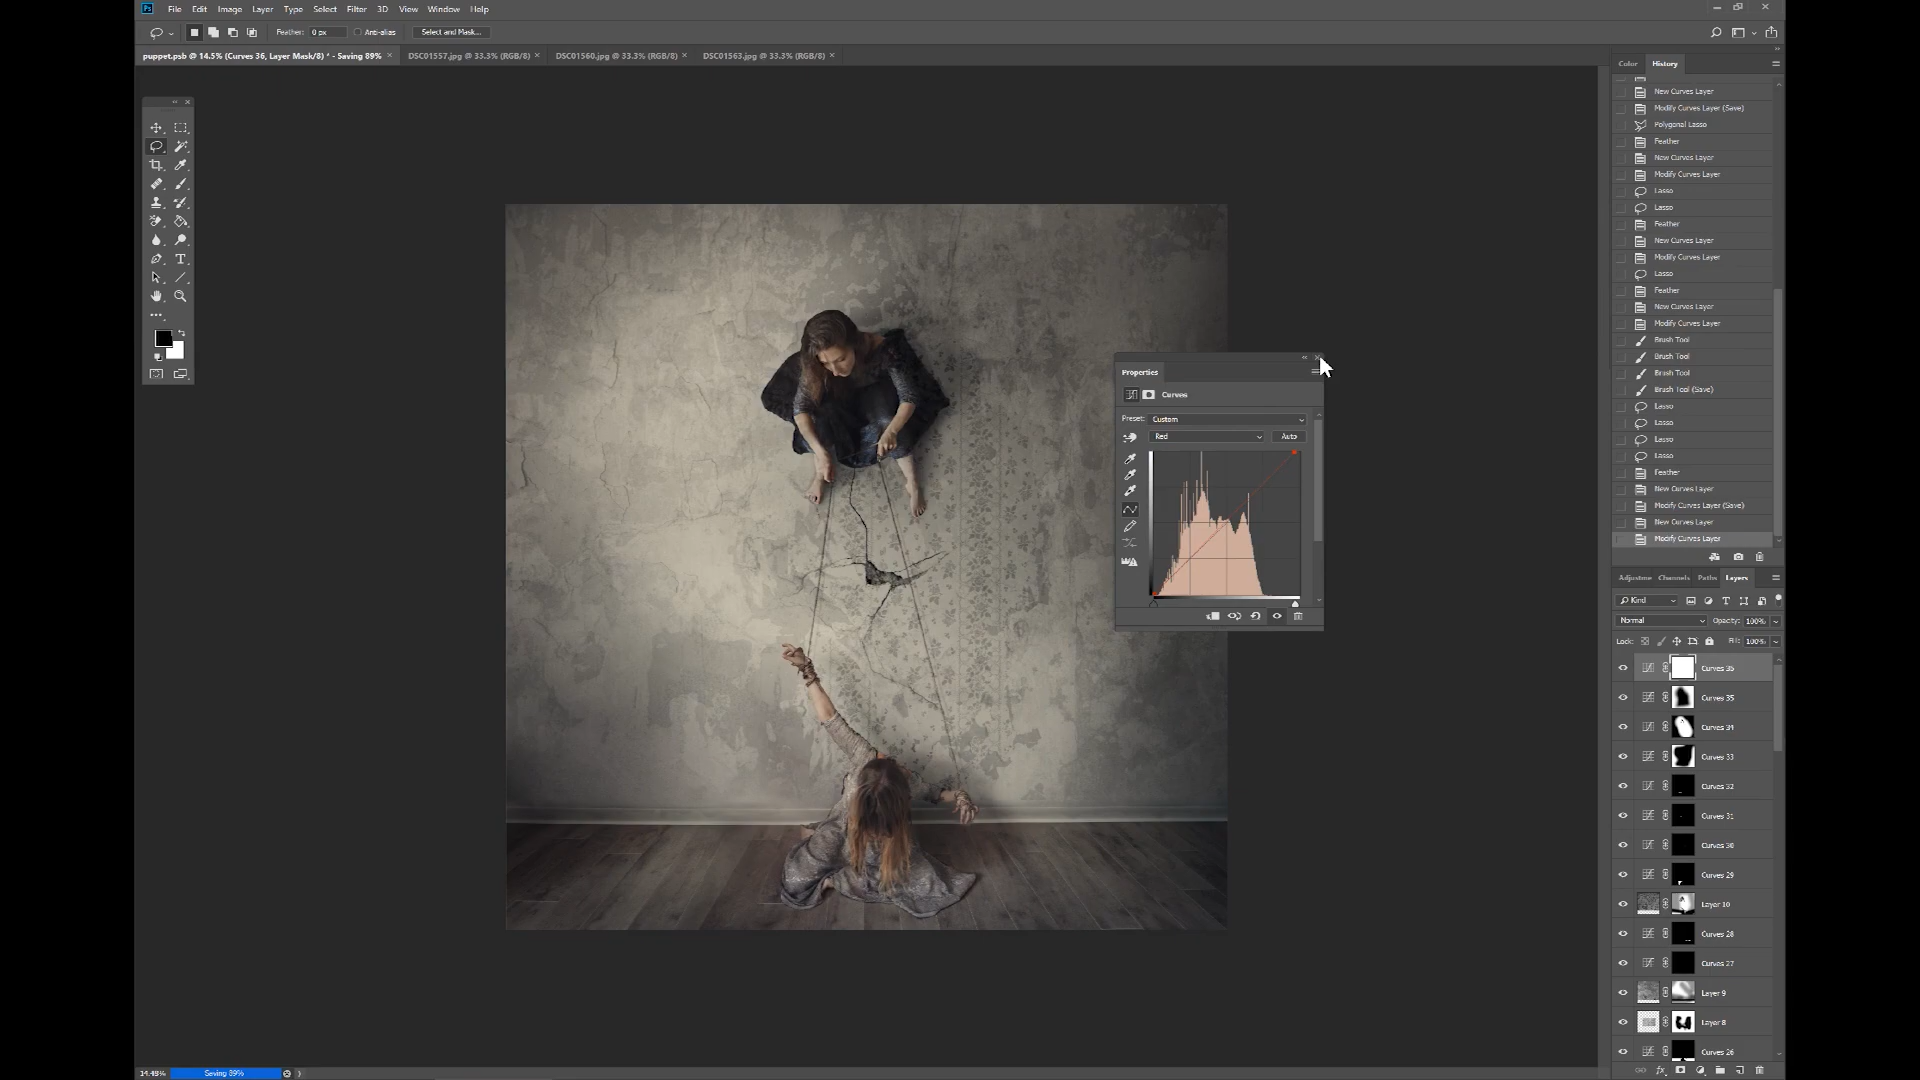 Ps File Edit Image Layer Type Select Filter 3D View Window Help
Feather: 0 px Anti-alias Select and Mask...
puppet.psb @ 14.5% (Curves 36, Layer Mask/8) * - Saving 89% × DSC01557.jpg @ 33.3% (RGB/8) × DSC01560.jpg @ 33.3% (RGB/8) × DSC01563.jpg @ 33.3% (RGB/8) ×
Color History
New Curves Layer
Modify Curves Layer (Save)
Polygonal Lasso
Feather
New Curves Layer
Modify Curves Layer
Lasso
Lasso
Feather
New Curves Layer
Modify Curves Layer
Lasso
Feather
New Curves Layer
Modify Curves Layer
Brush Tool
Brush Tool
Brush Tool
Brush Tool (Save)
Lasso
Lasso
Lasso
Lasso
Feather
New Curves Layer
Modify Curves Layer (Save)
New Curves Layer
Modify Curves Layer
Properties
Curves
Preset: Custom
Red Auto
Adjustme Channels Paths Layers
Kind
Normal Opacity: 100%
Lock: Fill: 100%
Curves 36
Curves 35
Curves 34
Curves 33
Curves 32
Curves 31
Curves 30
Curves 29
Layer 10
Curves 28
Curves 27
Layer 9
Layer 8
Curves 26
14.49% Saving 89%